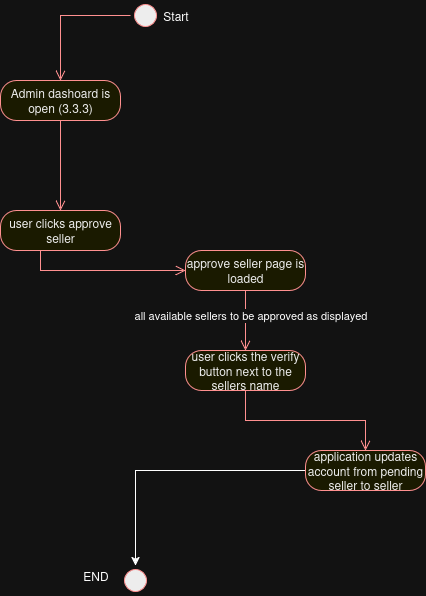 Start
Admin dashoard is
open (3.3.3)
user clicks approve
seller
approve seller page is
loaded
all available sellers to be approved as displayed
user clicks the verify
button next to the
sellers name
application updates
account from pending
seller to seller
END